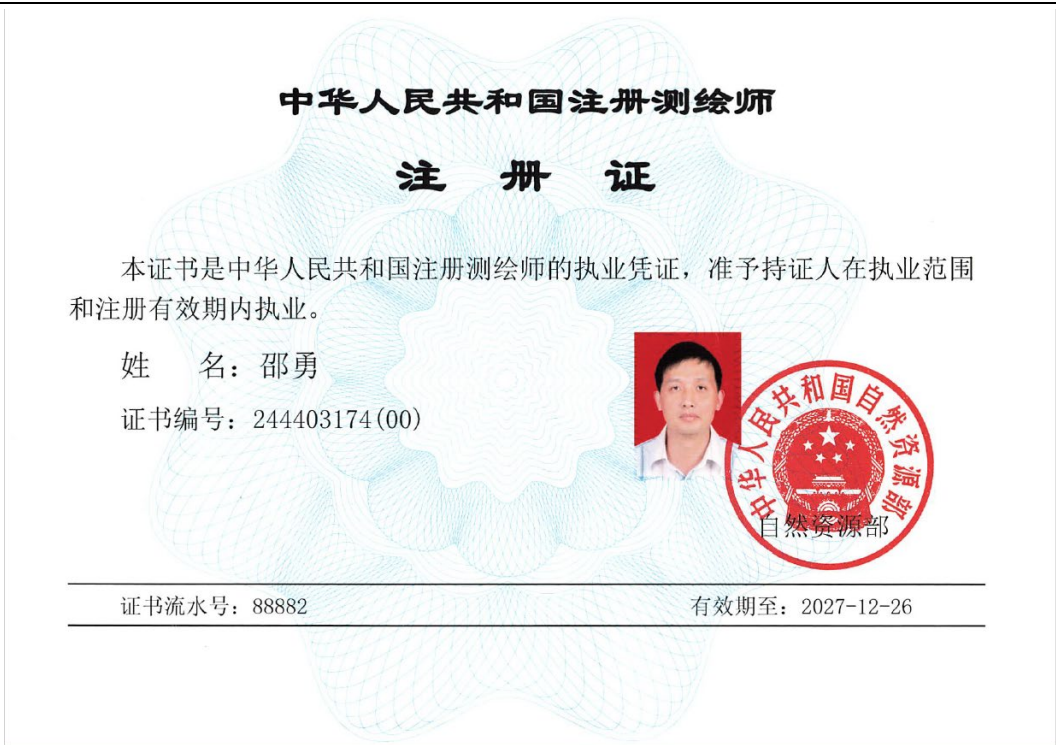 中华人民共和国注册测绘师
注 册 证
本证书是中华人民共和国注册测绘师的执业凭证，准予持证人在执业范围
和注册有效期内执业。
姓 名：邵勇
证书编号：244403174(00)
中华人民共和国自然资源部
自然资源部
证书流水号：88882 有效期至：2027-12-26